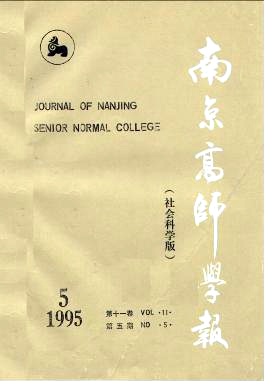 JOURNAL OF NANJING
SENIOR NORMAL COLLEGE
南京高師學報
(社会科学版)
5
1995
第十一卷 VOL ·11·
第五期 NO ·5·